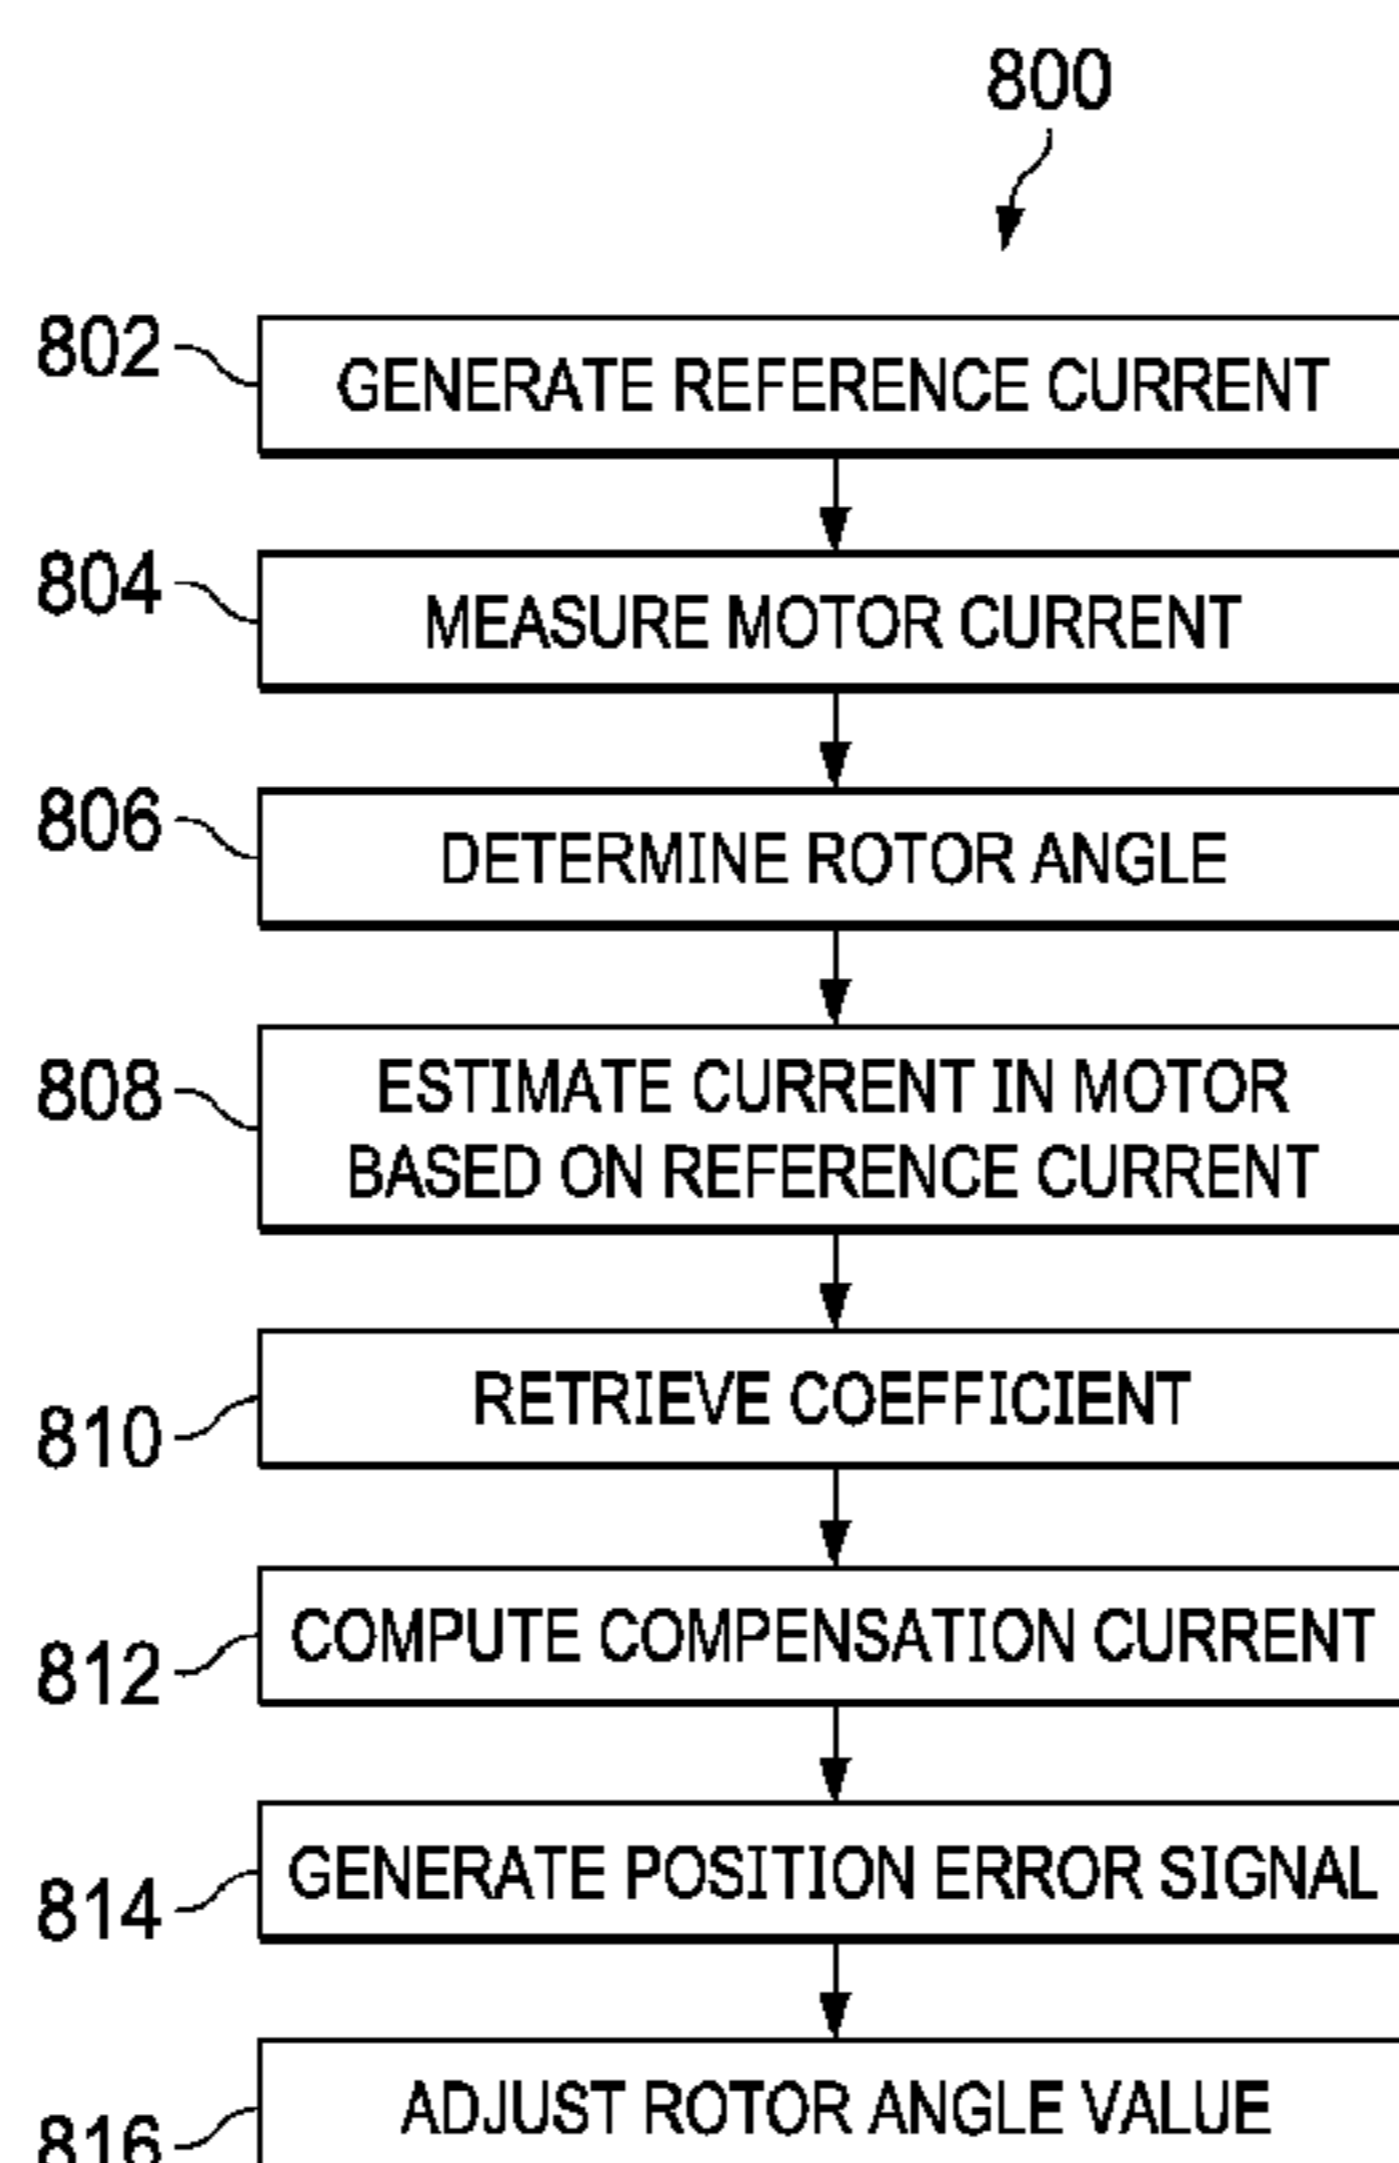 800
802
GENERATE REFERENCE CURRENT
804
MEASURE MOTOR CURRENT
806
DETERMINE ROTOR ANGLE
808
ESTIMATE CURRENT IN MOTOR
BASED ON REFERENCE CURRENT
810
RETRIEVE COEFFICIENT
812
COMPUTE COMPENSATION CURRENT
814
GENERATE POSITION ERROR SIGNAL
816
ADJUST ROTOR ANGLE VALUE